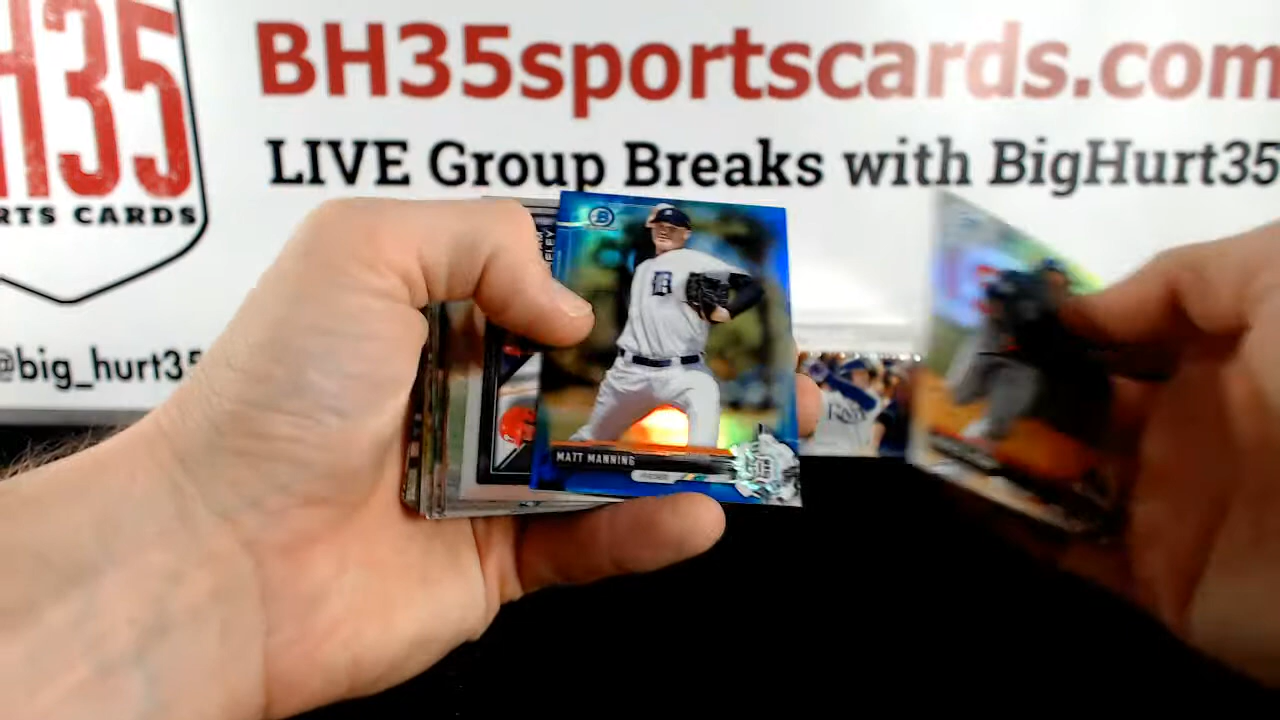 H35
RTS CARDS
@big_hurt35
BH35sportscards.com
LIVE Group Breaks with BigHurt35
B
D
MATT MANNING